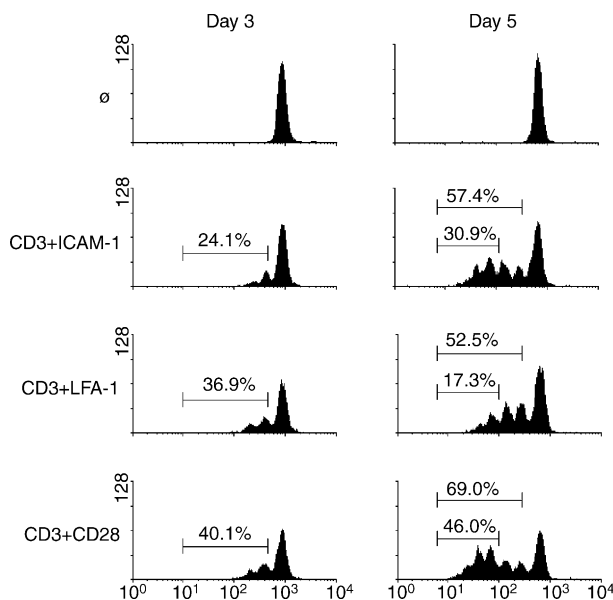 Day 3 Day 5
128
ø
128
CD3+ICAM-1
24.1%
57.4%
30.9%
128
CD3+LFA-1
36.9%
52.5%
17.3%
128
CD3+CD28
40.1%
69.0%
46.0%
10⁰ 10¹ 10² 10³ 10⁴ 10⁰ 10¹ 10² 10³ 10⁴